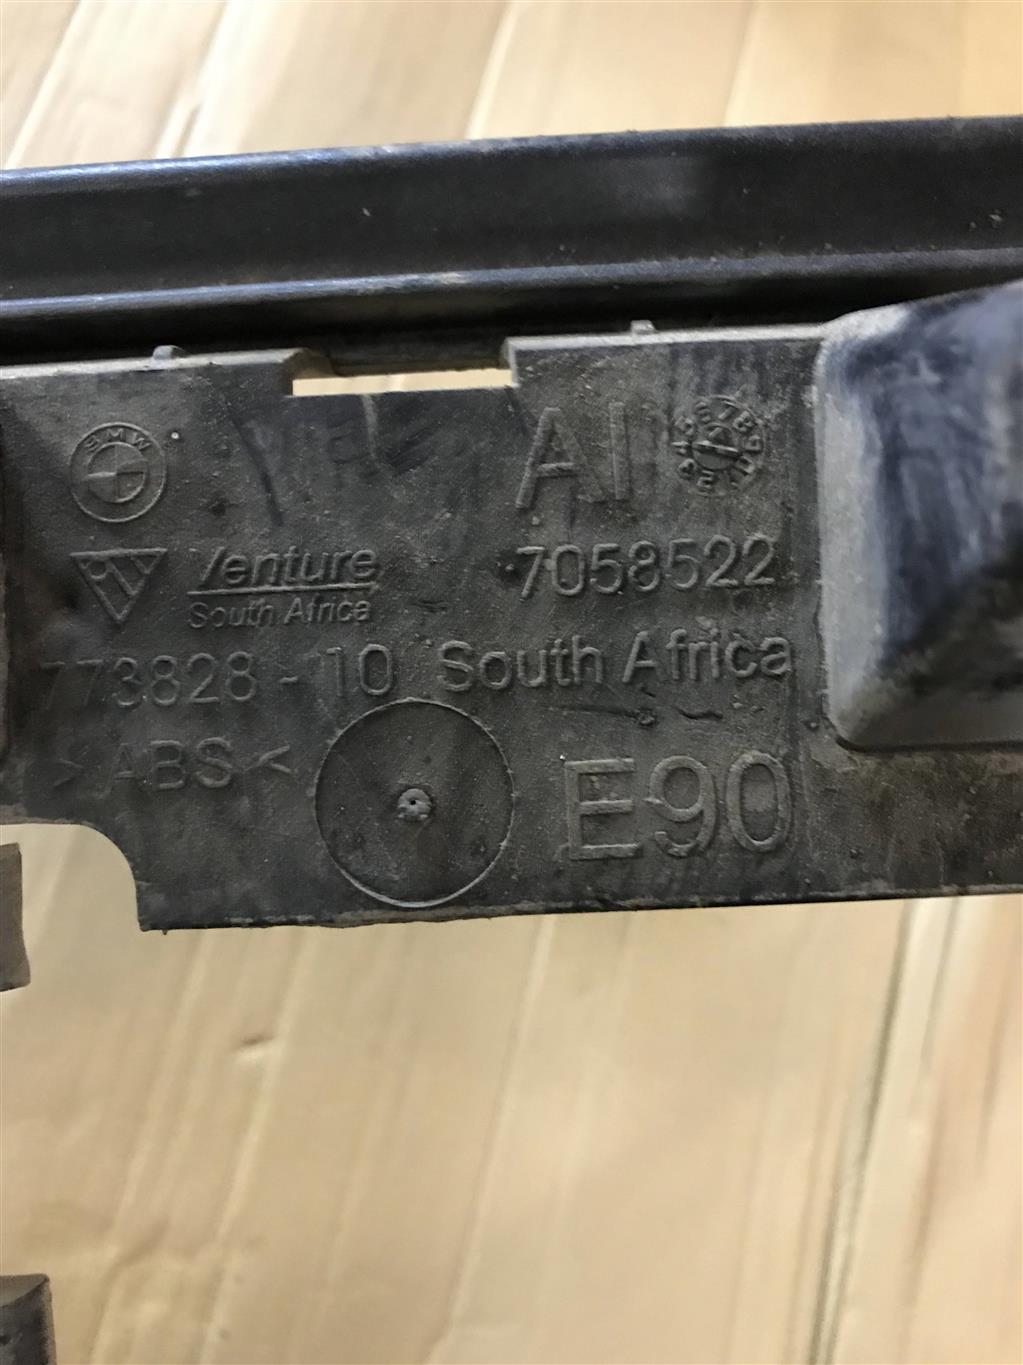 BMW
AI
Venture
South Africa
7058522
773828-10 South Africa
>ABS<
E90